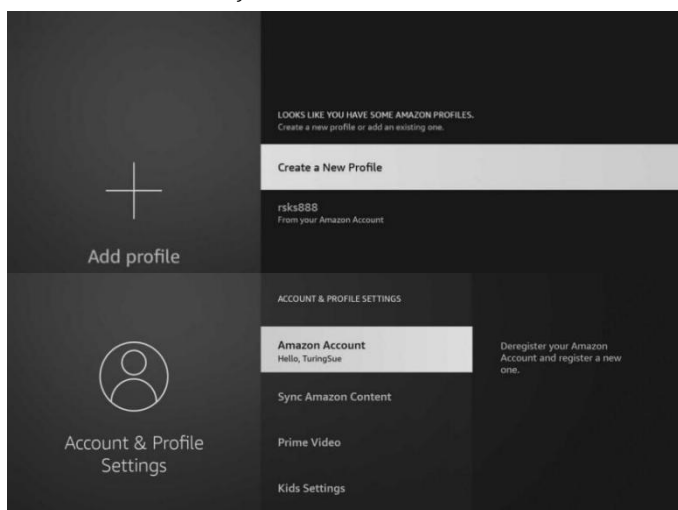 LOOKS LIKE YOU HAVE SOME AMAZON PROFILES.
Create a new profile or add an existing one.
Create a New Profile
rsks888
From your Amazon Account
Add profile
ACCOUNT & PROFILE SETTINGS
Amazon Account
Hello, TuringSue
Deregister your Amazon
Account and register a new
one.
Sync Amazon Content
Prime Video
Kids Settings
Account & Profile
Settings